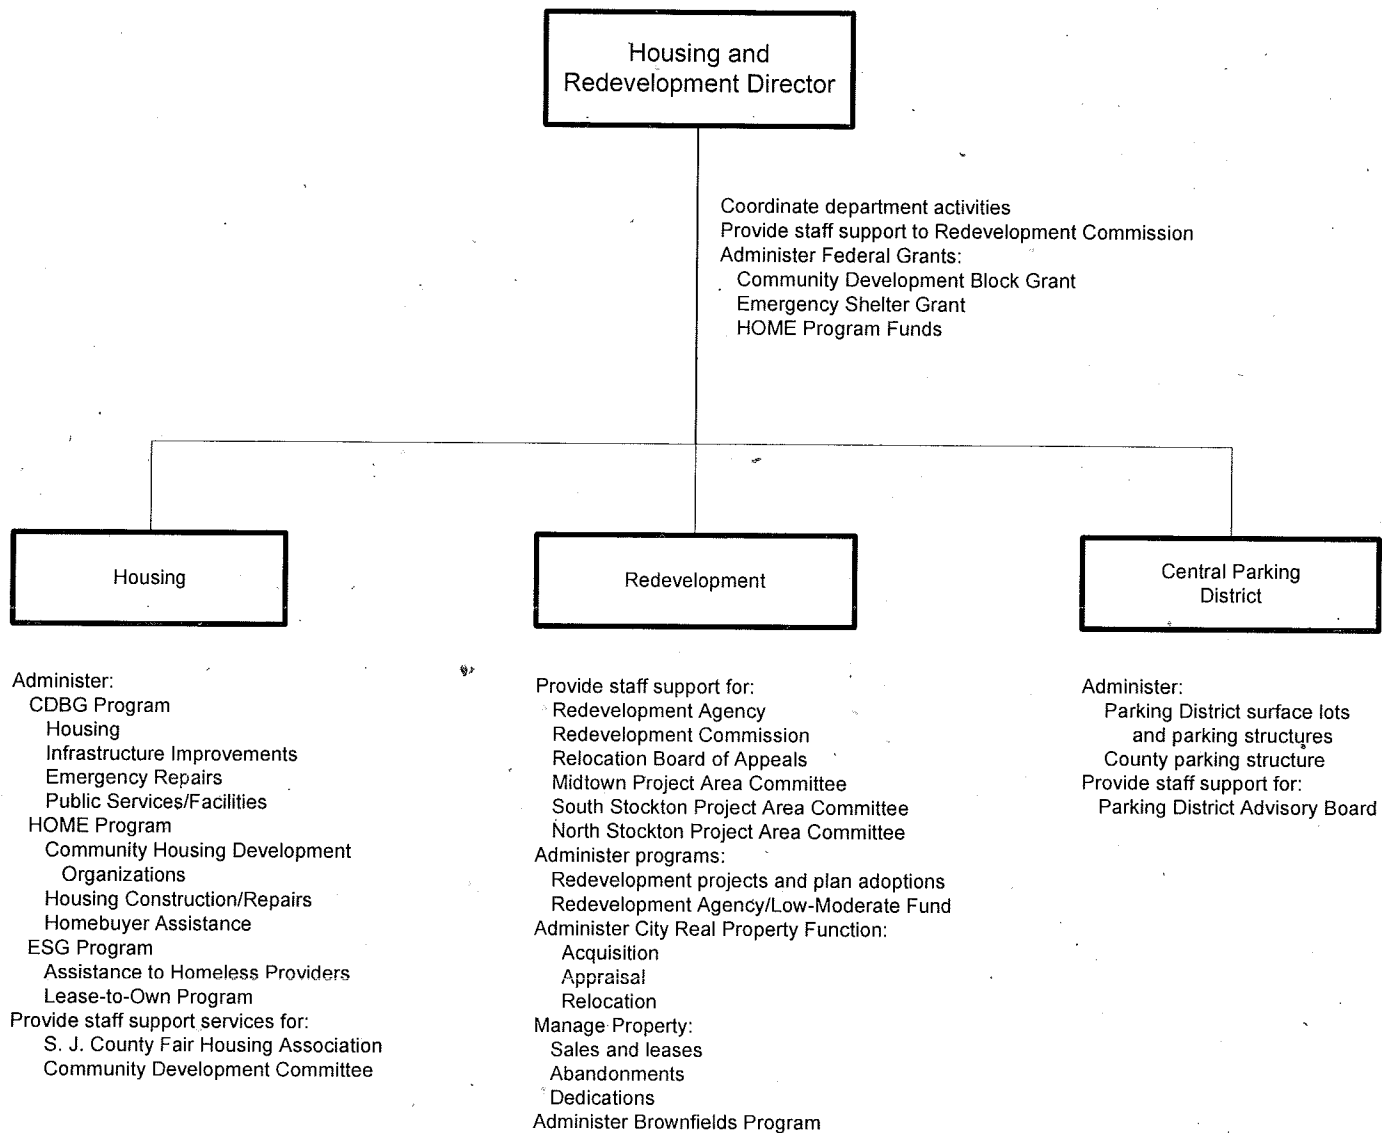 Housing and
Redevelopment Director
Coordinate department activities
Provide staff support to Redevelopment Commission
Administer Federal Grants:
Community Development Block Grant
Emergency Shelter Grant
HOME Program Funds
Housing
Administer:
CDBG Program
Housing
Infrastructure Improvements
Emergency Repairs
Public Services/Facilities
HOME Program
Community Housing Development
Organizations
Housing Construction/Repairs
Homebuyer Assistance
ESG Program
Assistance to Homeless Providers
Lease-to-Own Program
Provide staff support services for:
S. J. County Fair Housing Association
Community Development Committee
Redevelopment
Provide staff support for:
Redevelopment Agency
Redevelopment Commission
Relocation Board of Appeals
Midtown Project Area Committee
South Stockton Project Area Committee
North Stockton Project Area Committee
Administer programs:
Redevelopment projects and plan adoptions
Redevelopment Agency/Low-Moderate Fund
Administer City Real Property Function:
Acquisition
Appraisal
Relocation
Manage Property:
Sales and leases
Abandonments
Dedications
Administer Brownfields Program
Central Parking
District
Administer:
Parking District surface lots
and parking structures
County parking structure
Provide staff support for:
Parking District Advisory Board